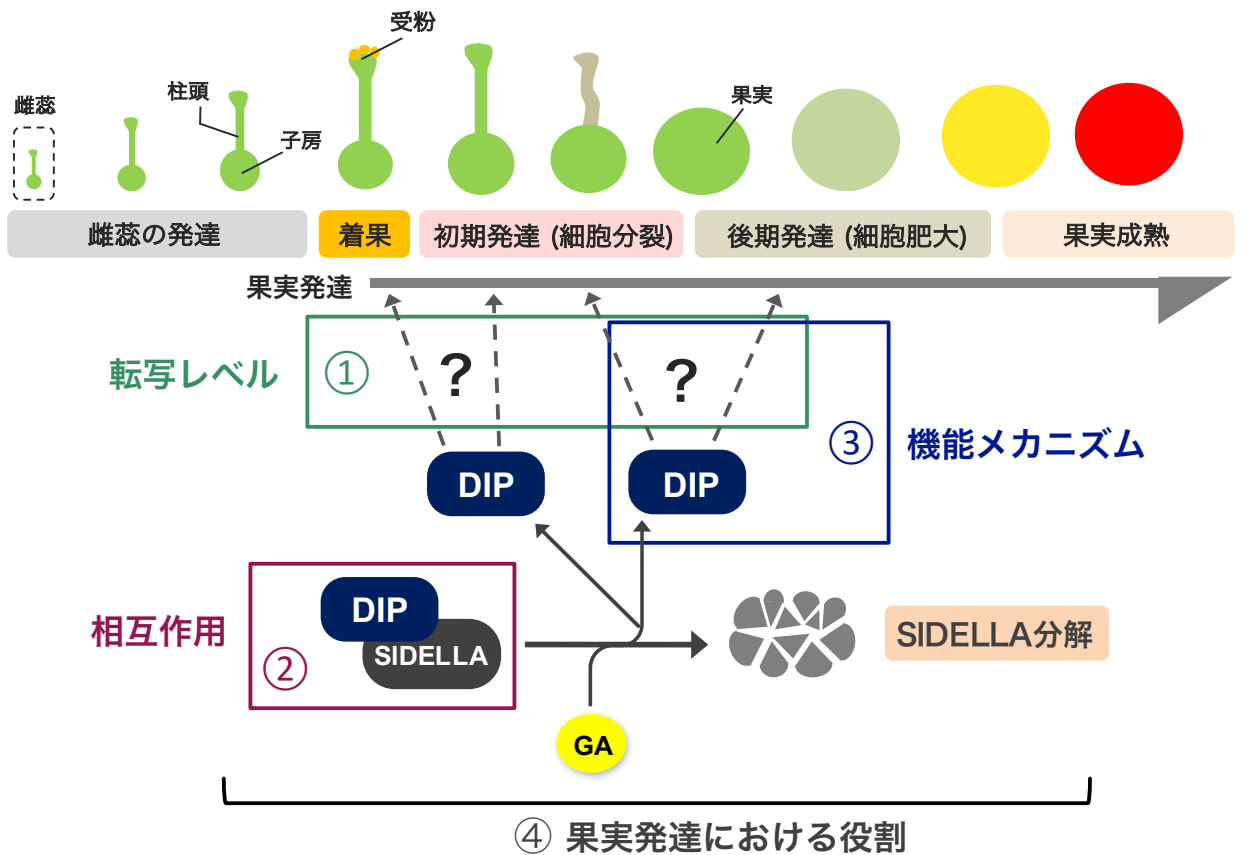 受粉
柱頭
雌蕊
子房
果実
雌蕊の発達
着果
初期発達 (細胞分裂)
後期発達 (細胞肥大)
果実成熟
果実発達
転写レベル
①
?
?
③
機能メカニズム
DIP
DIP
相互作用
②
DIP
SIDELLA
SIDELLA分解
GA
④ 果実発達における役割